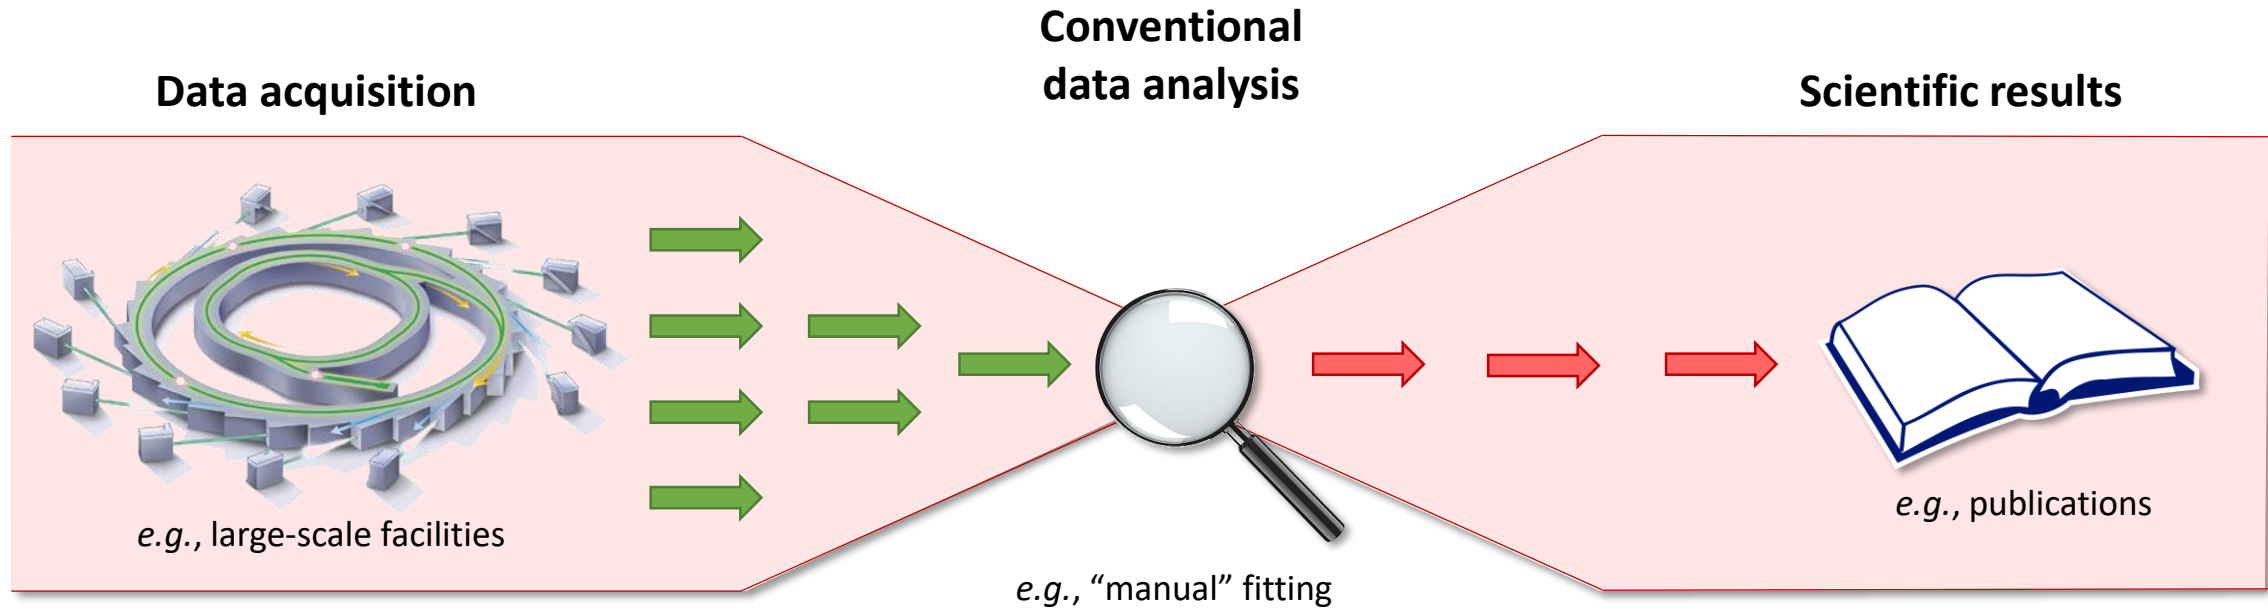 Data acquisition
Conventional
data analysis
Scientific results
e.g., large-scale facilities
e.g., “manual” fitting
e.g., publications